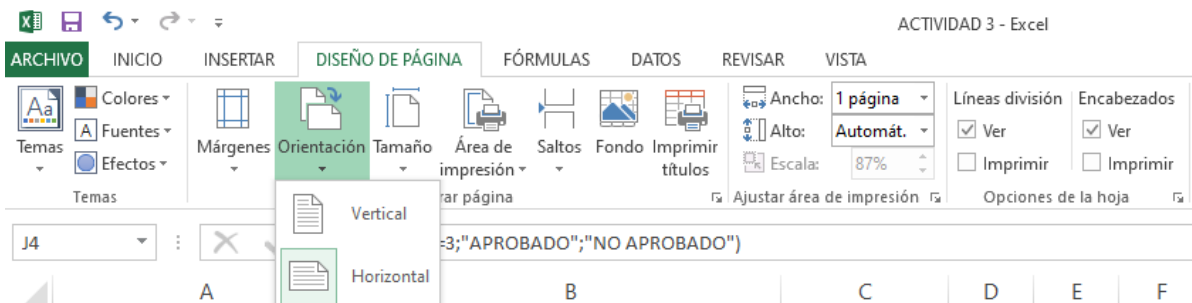 ACTIVIDAD 3 - Excel
ARCHIVO INICIO INSERTAR DISEÑO DE PÁGINA FÓRMULAS DATOS REVISAR VISTA
Aa Temas
Colores
A Fuentes
Efectos
Temas
Márgenes Orientación Tamaño Área de impresión Saltos Fondo Imprimir títulos
ar página
Ancho: 1 página
Alto: Automát.
Escala: 87%
Ajustar área de impresión
Líneas división Encabezados
Ver Ver
Imprimir Imprimir
Opciones de la hoja
Vertical
Horizontal
J4 =3;"APROBADO";"NO APROBADO")
A B C D E F